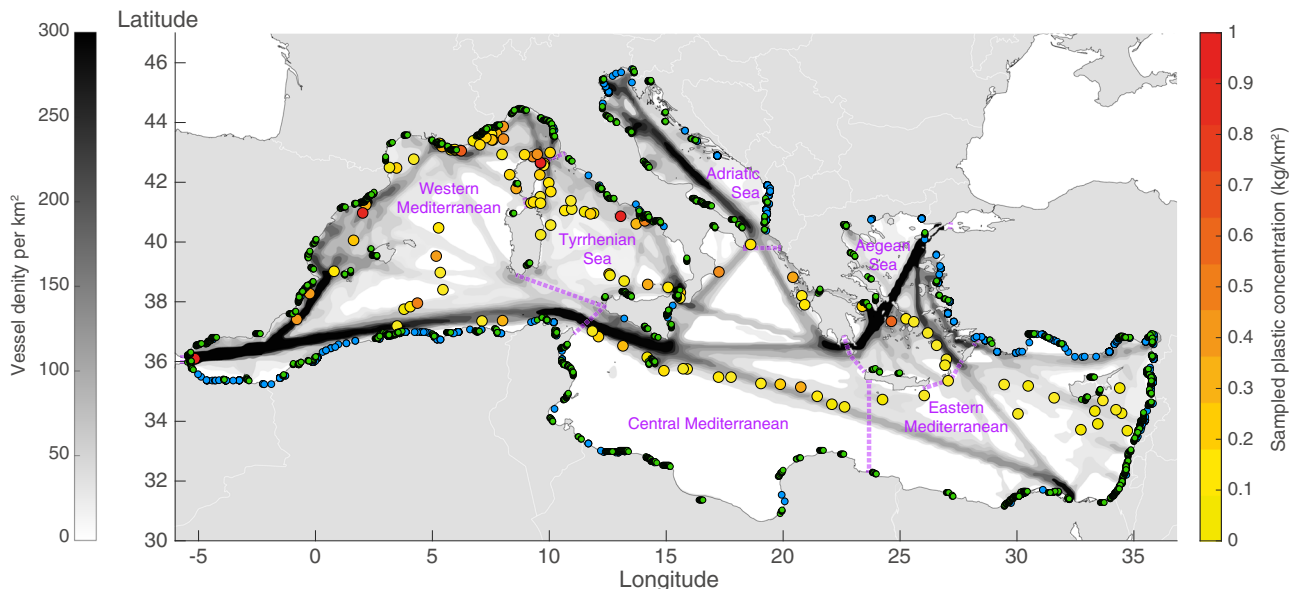 Latitude
Vessel denity per km²
300
250
200
150
100
50
0
46
44
42
40
38
36
34
32
30
-5
0
5
10
15
20
25
30
35
Longitude
Western
Mediterranean
Tyrrhenian
Sea
Adriatic
Sea
Aegean
Sea
Central Mediterranean
Eastern
Mediterranean
1
0.9
0.8
0.7
0.6
0.5
0.4
0.3
0.2
0.1
0
Sampled plastic concentration (kg/km²)